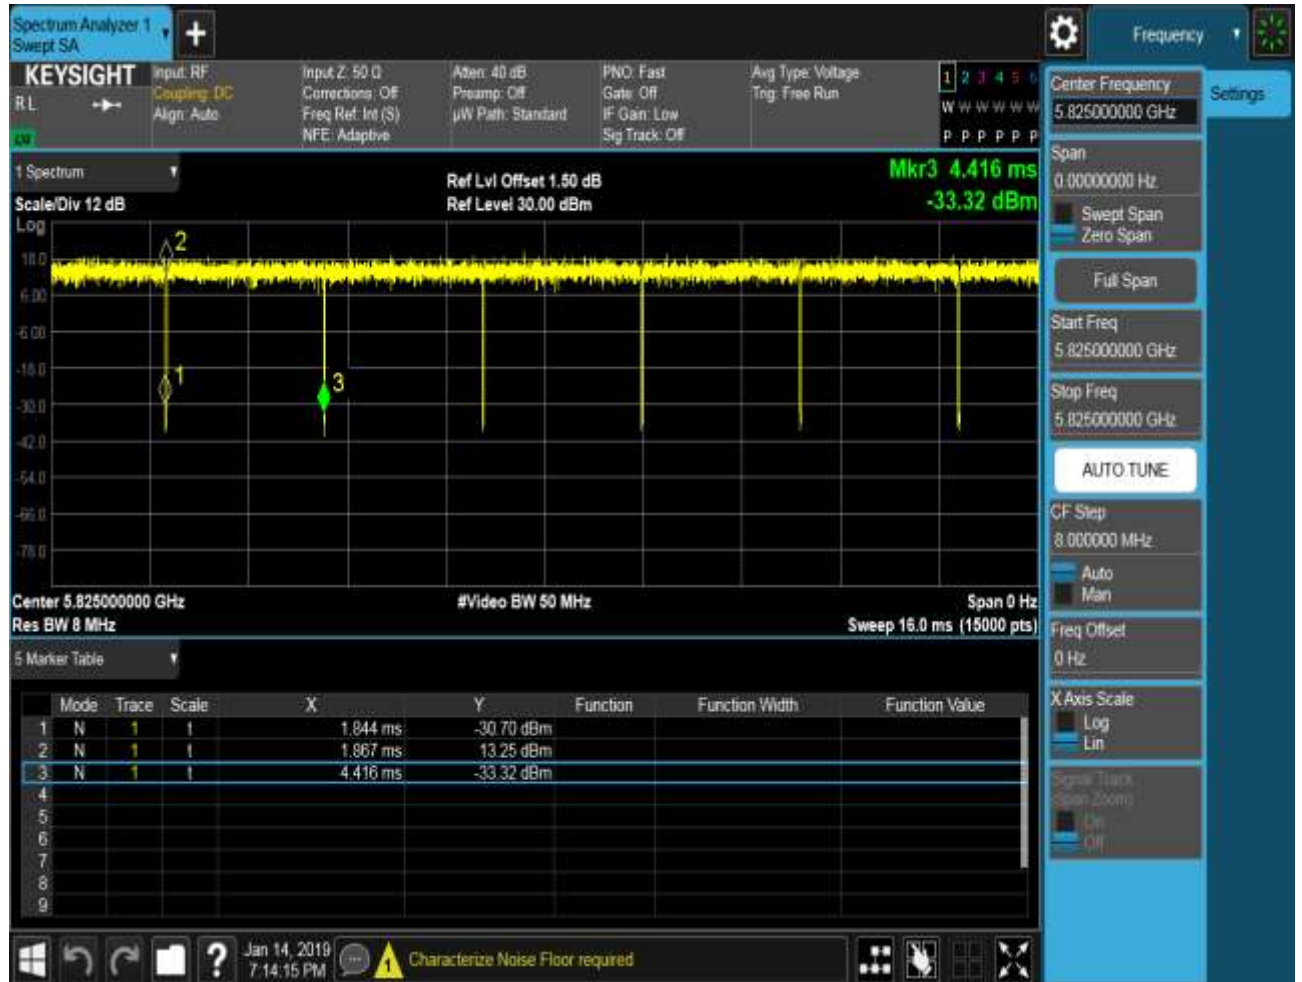 Spectrum Analyzer 1
Swept SA
Frequency
KEYSIGHT
R L
Input: RF
Coupling: DC
Align: Auto
Input Z: 50 Ω
Corrections: Off
Freq Ref: Int (S)
NFE: Adaptive
Atten: 40 dB
Preamp: Off
µW Path: Standard
PNO: Fast
Gate: Off
IF Gain: Low
Sig Track: Off
Avg Type: Voltage
Trig: Free Run
1 2 3 4 5 6
W W W W W W
P P P P P P
Center Frequency
5.825000000 GHz
Settings
Span
0.00000000 Hz
Swept Span
Zero Span
Full Span
Start Freq
5.825000000 GHz
Stop Freq
5.825000000 GHz
AUTO TUNE
CF Step
8.000000 MHz
Auto
Man
Freq Offset
0 Hz
X Axis Scale
Log
Lin
Signal Track
(Span Zoom)
On
Off
1 Spectrum
Scale/Div 12 dB
Log
Ref Lvl Offset 1.50 dB
Ref Level 30.00 dBm
Mkr3 4.416 ms
-33.32 dBm
2
1
3
18.0
6.00
-6.00
-18.0
-30.0
-42.0
-54.0
-66.0
-78.0
Center 5.825000000 GHz
#Video BW 50 MHz
Span 0 Hz
Res BW 8 MHz
Sweep 16.0 ms (15000 pts)
5 Marker Table
Mode Trace Scale X Y Function Function Width Function Value
1 N 1 t 1.844 ms -30.70 dBm
2 N 1 t 1.867 ms 13.25 dBm
3 N 1 t 4.416 ms -33.32 dBm
4
5
6
7
8
9
?
Jan 14, 2019
7:14:15 PM
1
Characterize Noise Floor required